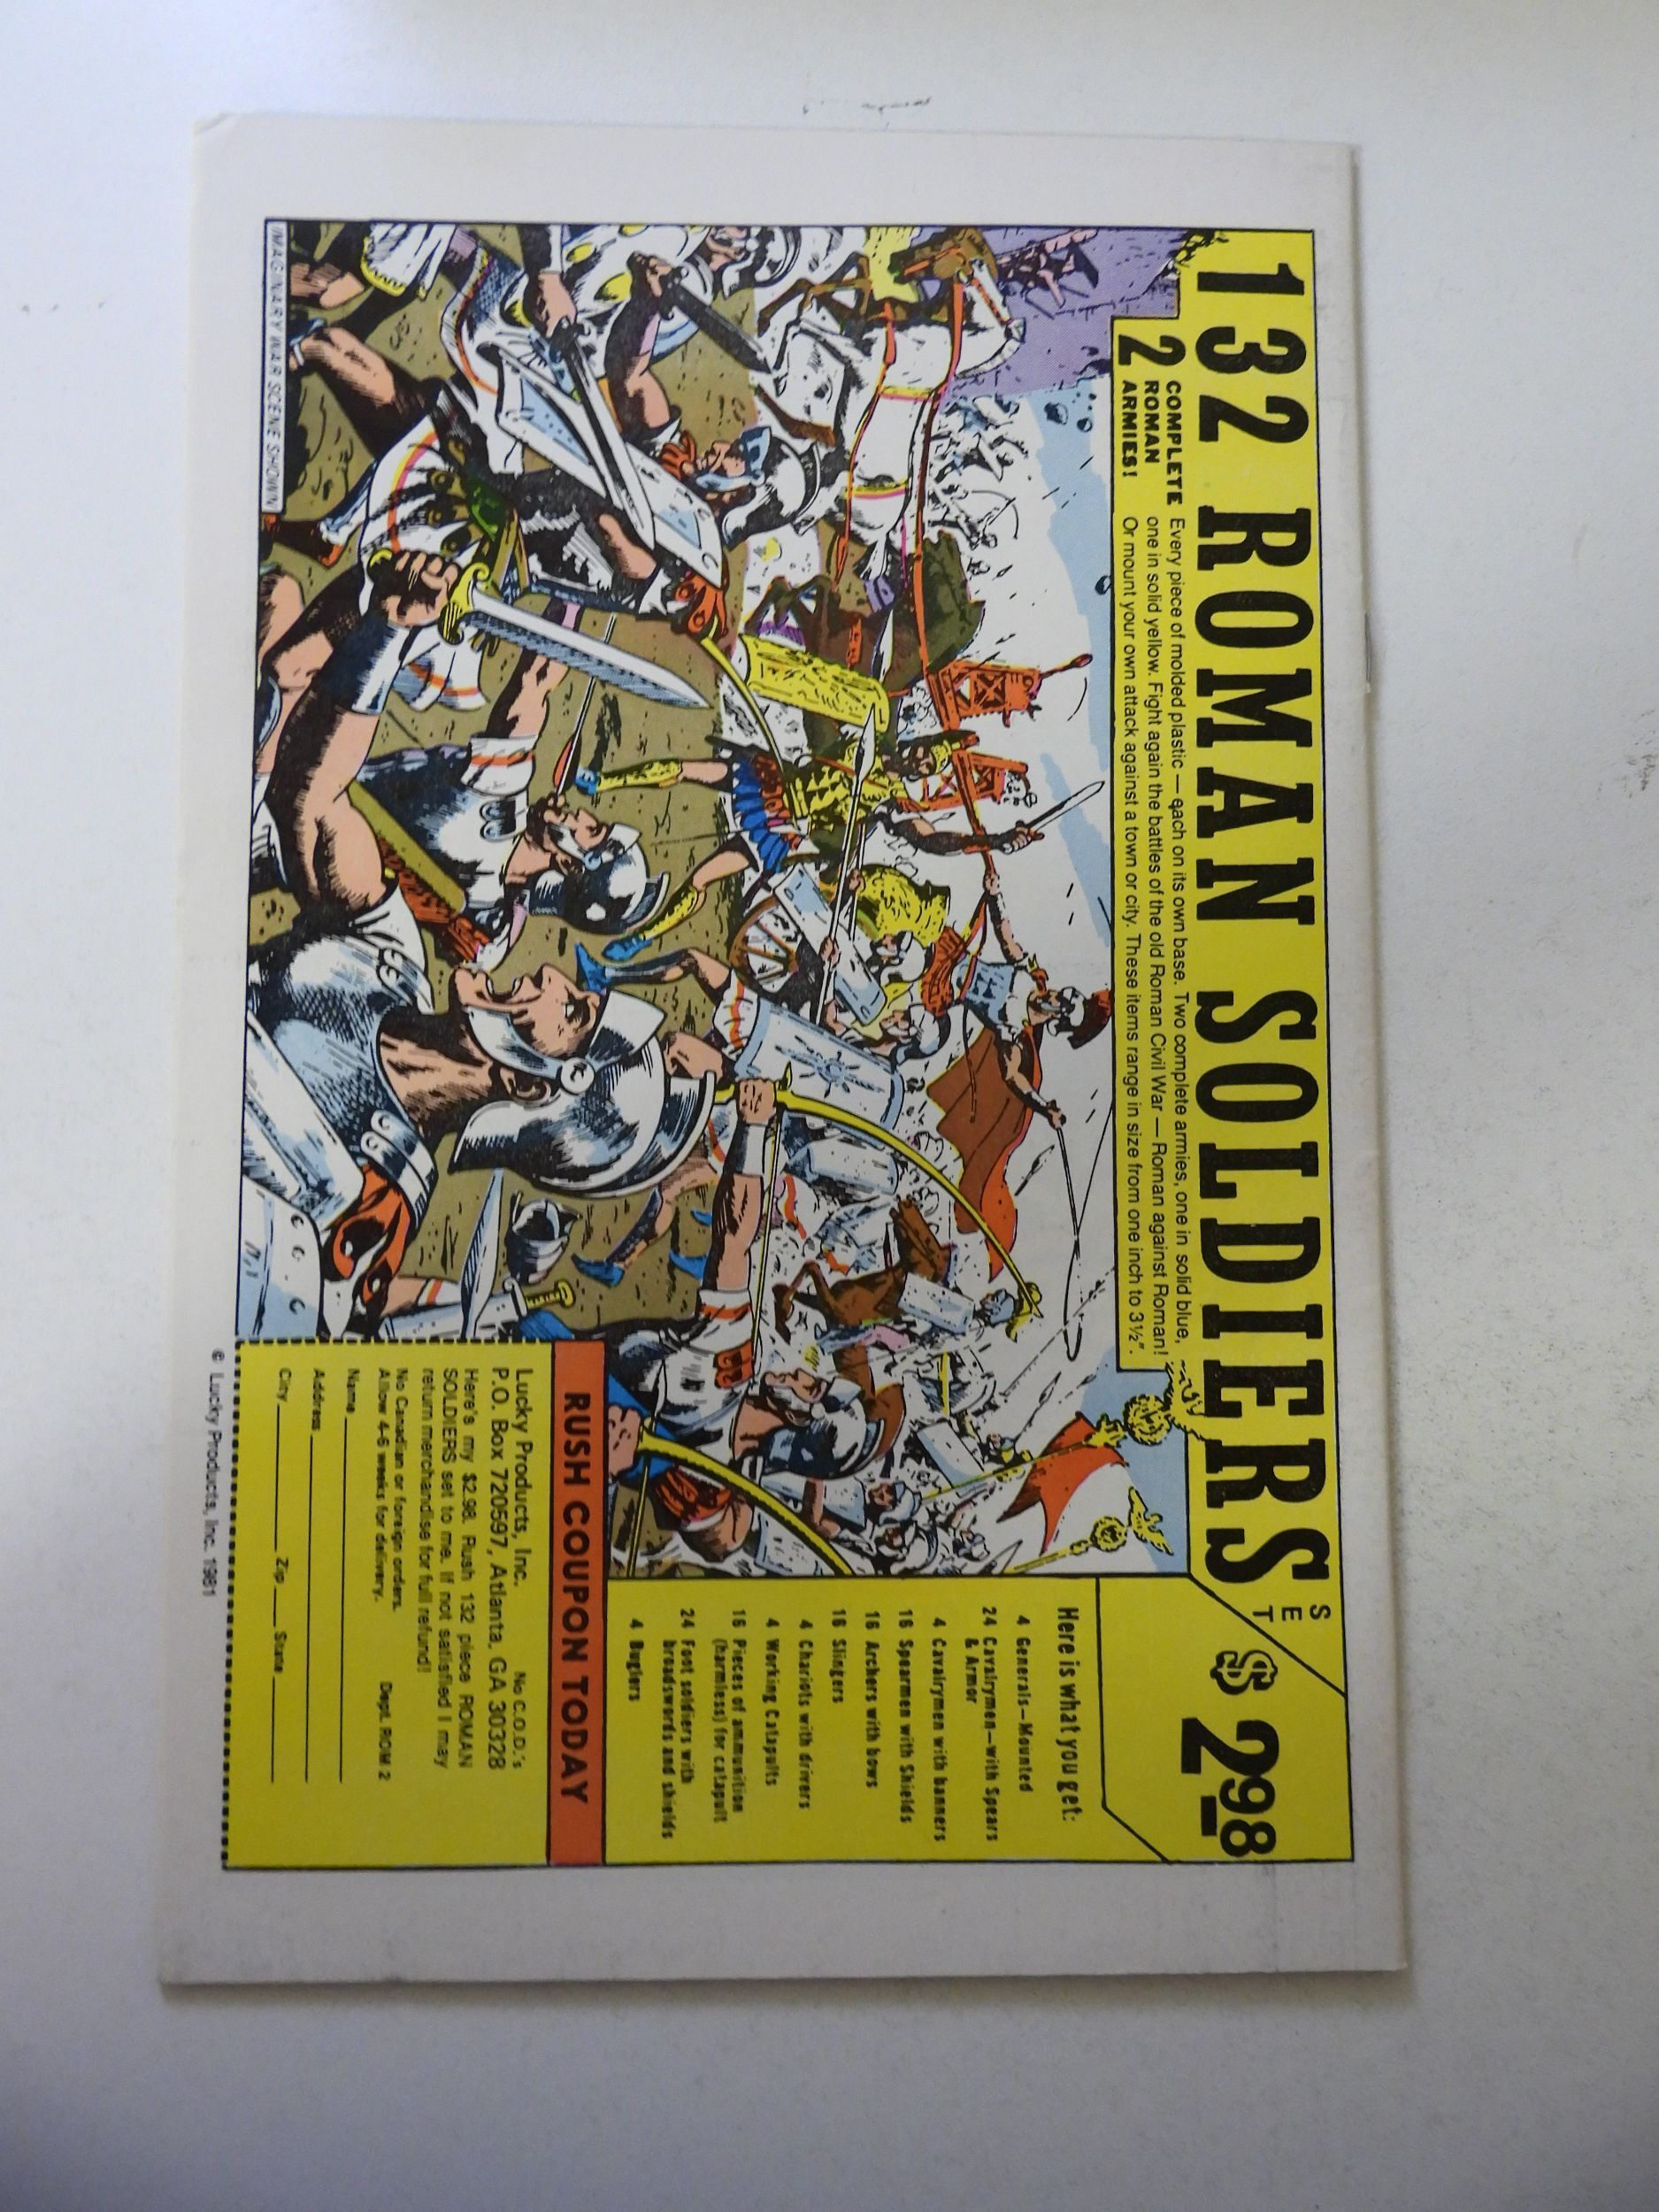 132 ROMAN SOLDIERS
SET
$2.98
2 COMPLETE ROMAN ARMIES!
Every piece of molded plastic — each on its own base. Two complete armies, one in solid blue,
one in solid yellow. Fight again the battles of the old Roman Civil War — Roman against Roman!
Or mount your own attack against a town or city. These items range in size from one inch to 3½".
Here is what you get:
4 Generals—Mounted
24 Cavalrymen—with Spears
& Armor
4 Cavalrymen with banners
16 Spearmen with Shields
16 Archers with bows
16 Slingers
4 Chariots with drivers
4 Working Catapults
16 Pieces of ammunition
(harmless) for catapult
24 Foot soldiers with
broadswords and shields
4 Buglers
IMAGINARY WAR SCENE SHOWN
RUSH COUPON TODAY
Lucky Products, Inc. No C.O.D.'s
P.O. Box 720597, Atlanta, GA 30328
Here's my $2.98. Rush 132 piece ROMAN
SOLDIERS set to me. If not satisfied I may
return merchandise for full refund!
No Canadian or foreign orders.
Allow 4-6 weeks for delivery. Dept. ROM 2
Name
Address
City Zip State
© Lucky Products, Inc. 1981